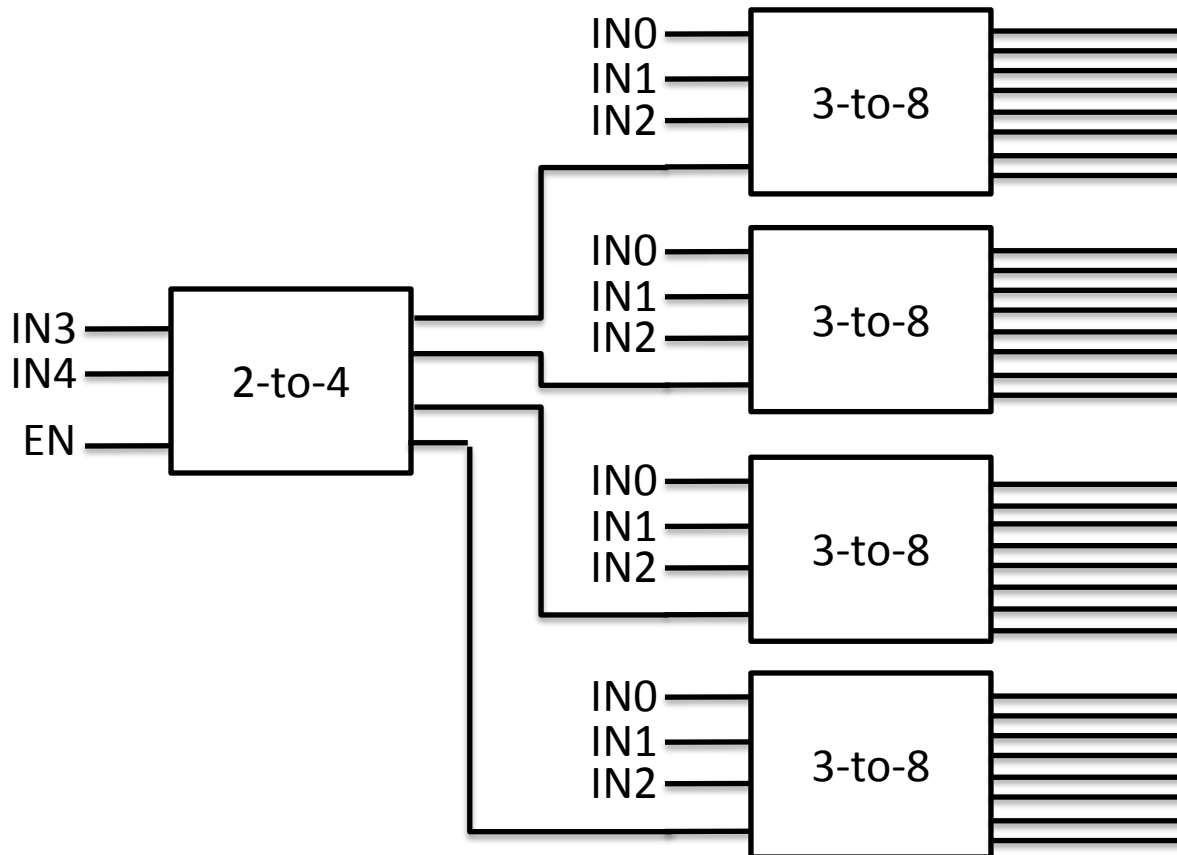 IN0
IN1
IN2
3-to-8
IN0
IN1
IN2
3-to-8
IN3
IN4
EN
2-to-4
IN0
IN1
IN2
3-to-8
IN0
IN1
IN2
3-to-8